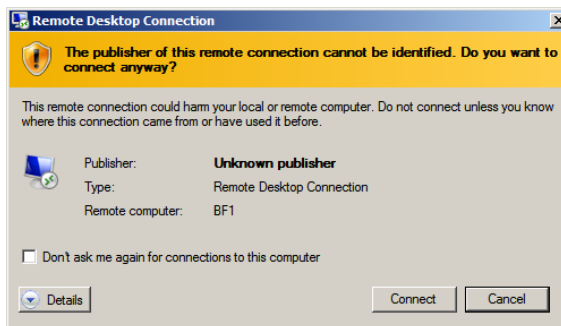 Remote Desktop Connection
The publisher of this remote connection cannot be identified. Do you want to
connect anyway?
This remote connection could harm your local or remote computer. Do not connect unless you know
where this connection came from or have used it before.
Publisher: Unknown publisher
Type: Remote Desktop Connection
Remote computer: BF1
Don't ask me again for connections to this computer
Details Connect Cancel